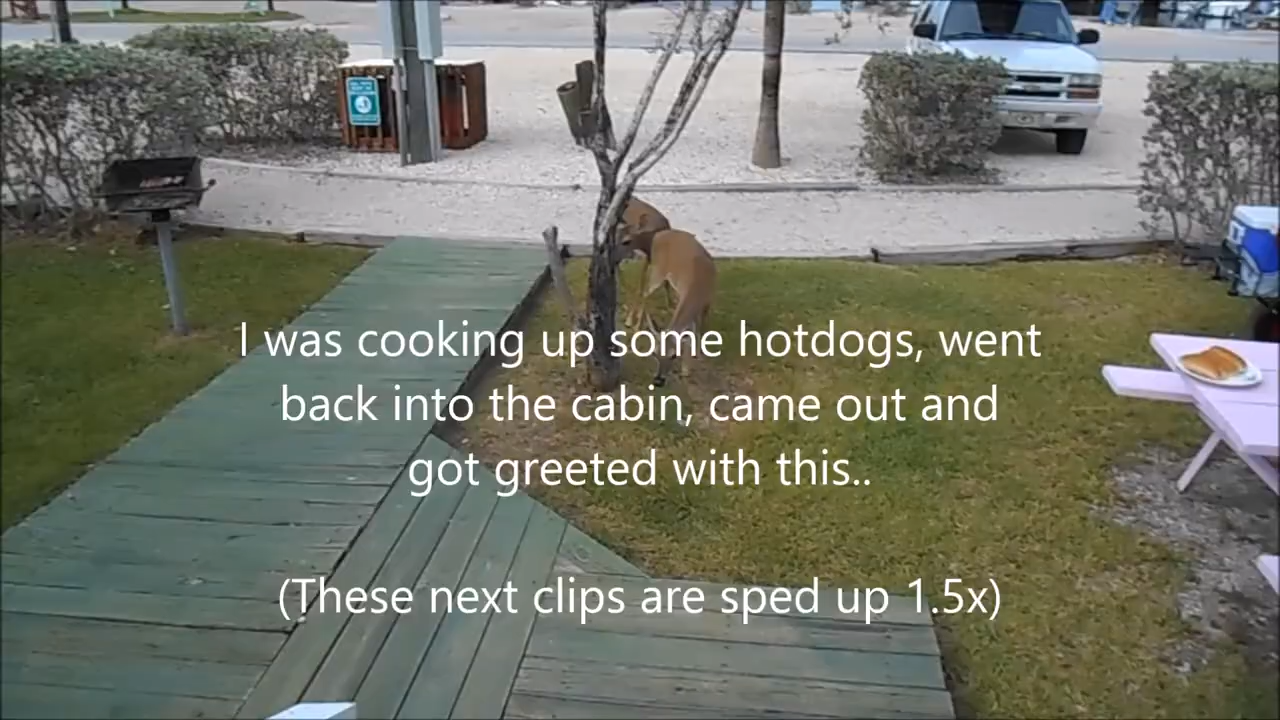 I was cooking up some hotdogs, went
back into the cabin, came out and
got greeted with this..
(These next clips are sped up 1.5x)